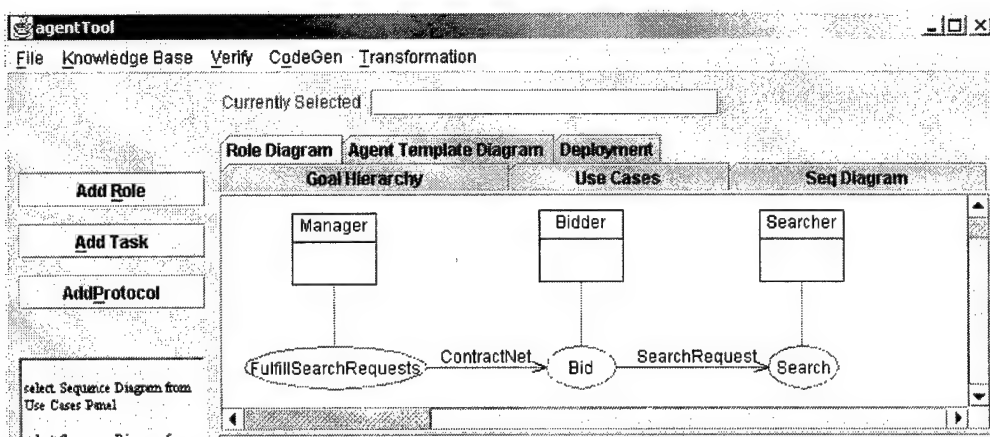 agentTool
File Knowledge Base Verify CodeGen Transformation
Currently Selected
Role Diagram Agent Template Diagram Deployment
Goal Hierarchy Use Cases Seq Diagram
Add Role
Add Task
AddProtocol
Manager Bidder Searcher
FulfillSearchRequests ContractNet Bid SearchRequest Search
select Sequence Diagram from
Use Cases Panel